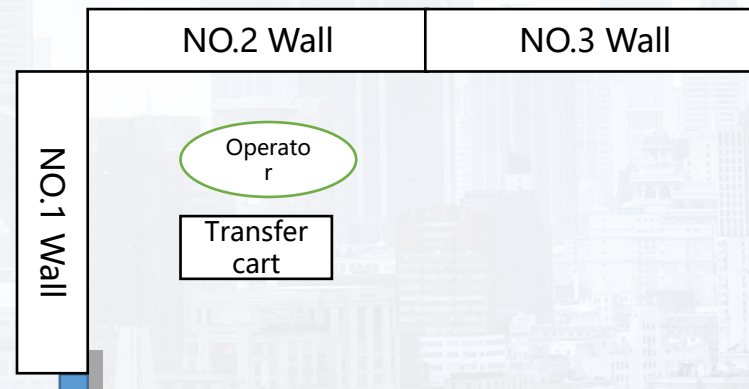 NO.2 Wall
NO.3 Wall
NO.1 Wall
Operato
r
Transfer
cart